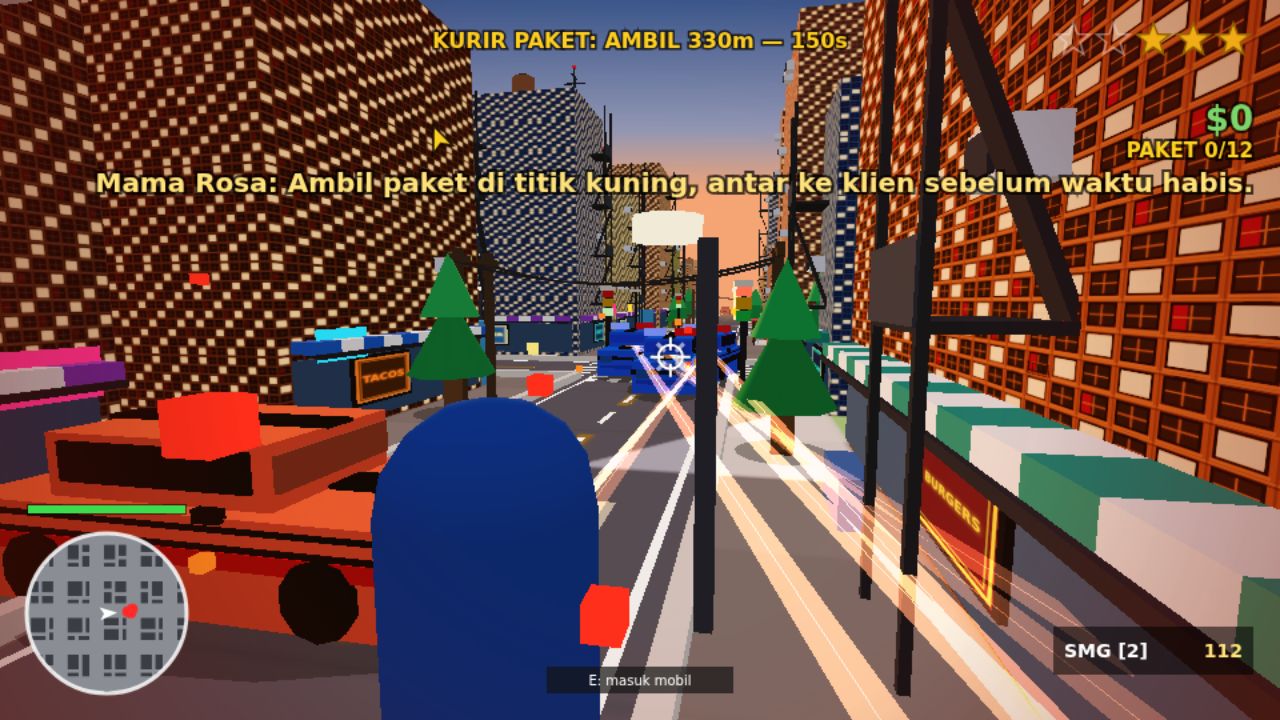 KURIR PAKET: AMBIL 330m — 150s
$0
PAKET 0/12
Mama Rosa: Ambil paket di titik kuning, antar ke klien sebelum waktu habis.
TACOS
BURGERS
SMG [2] 112
E: masuk mobil